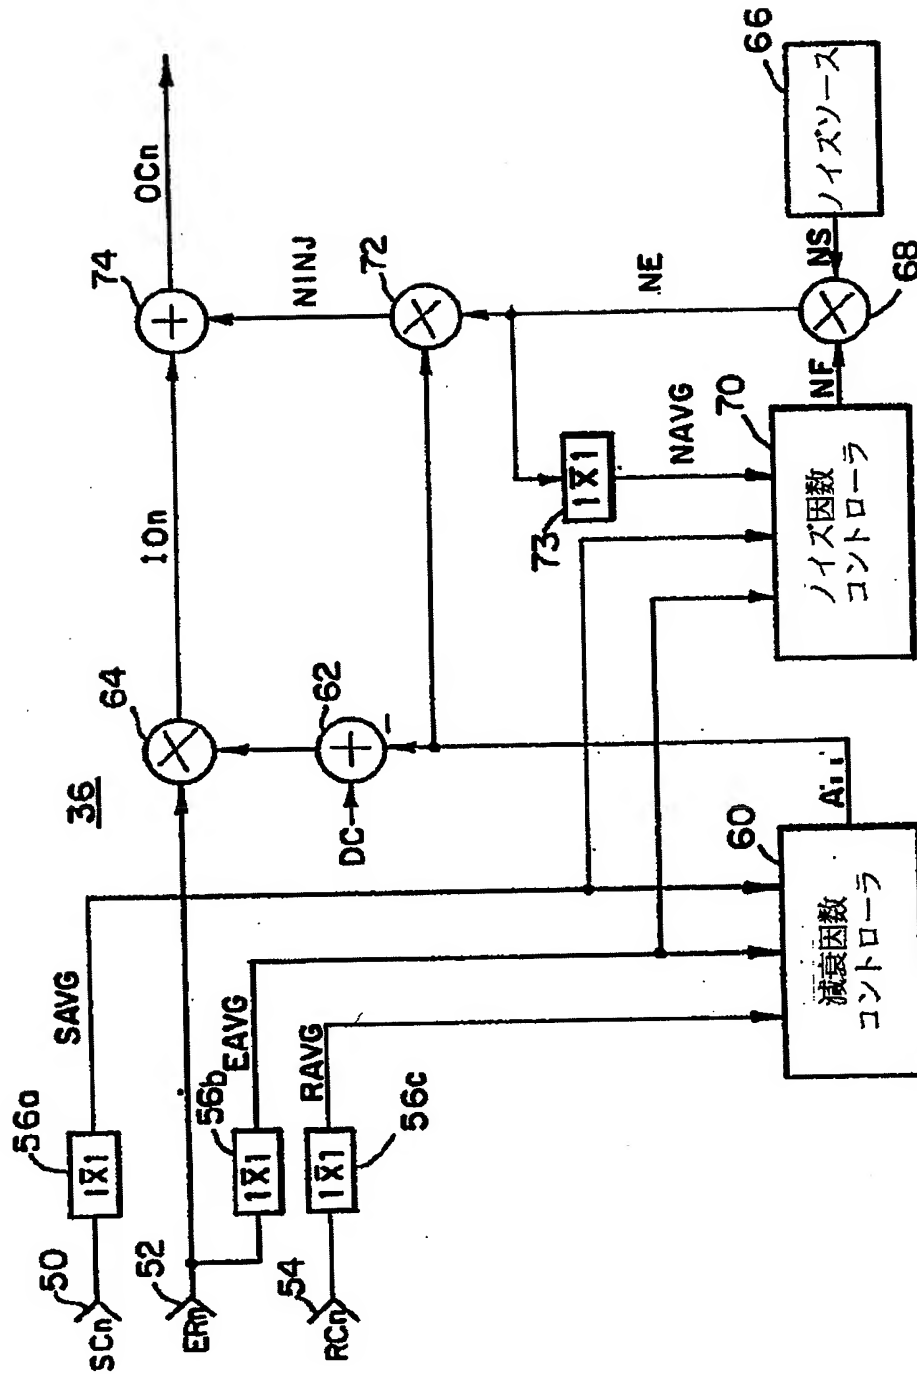 36
50
SCn
56a
|X̅|
SAVG
52
ERn
56b
|X̅|
EAVG
54
RCn
56c
|X̅|
RAVG
64
10n
74
OCn
DC
62
-
NINJ
72
NE
73
|X̅|
NAVG
60
減衰因数
コントローラ
70
ノイズ因数
コントローラ
NF
68
NS
66
ノイズソース